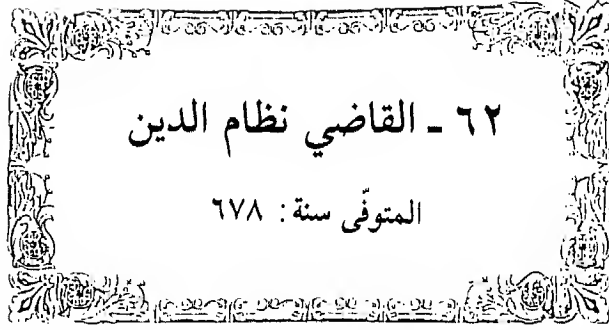 ٦٢ ـ القاضي نظام الدين
المتوفّى سنة : ٦٧٨